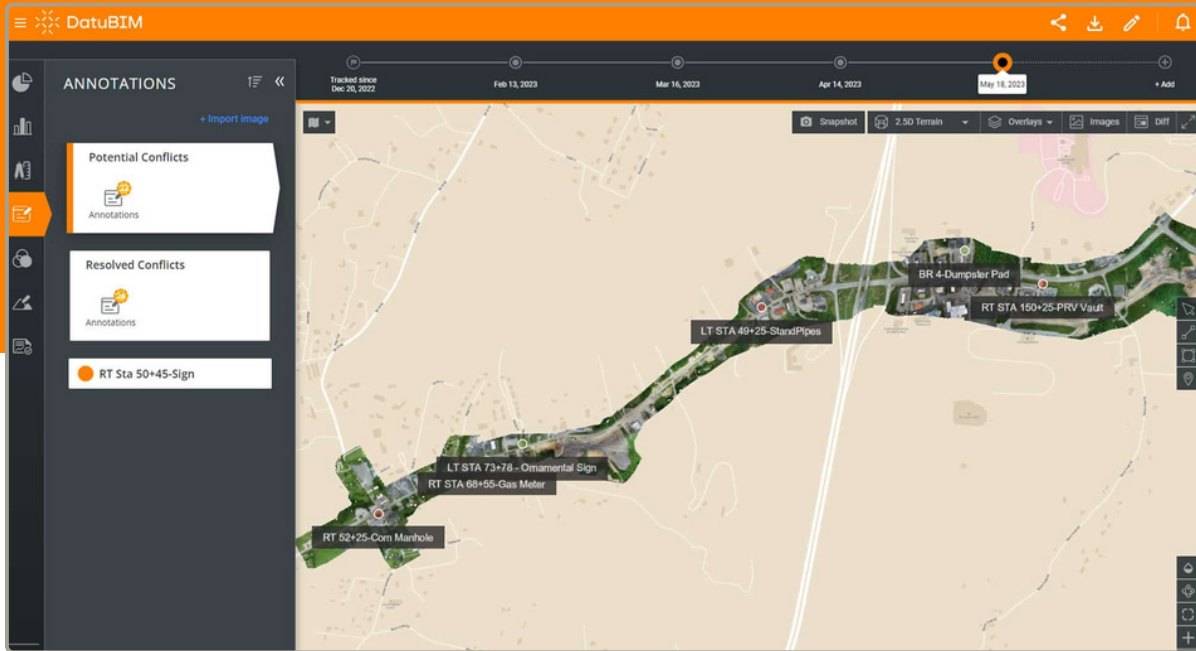 DatuBIM
Tracked since
Dec 20, 2022
Feb 13, 2023
Mar 16, 2023
Apr 14, 2023
May 18, 2023
+ Add
ANNOTATIONS
+ Import image
Potential Conflicts
Annotations
Resolved Conflicts
Annotations
RT Sta 50+45-Sign
Snapshot
2.5D Terrain
Overlays
Images
Diff
BR 4-Dumpster Pad
RT STA 150+25-PRV Vault
LT STA 49+25-StandPipes
LT STA 73+78 - Ornamental Sign
RT STA 68+55-Gas Meter
RT 52+25-Com Manhole